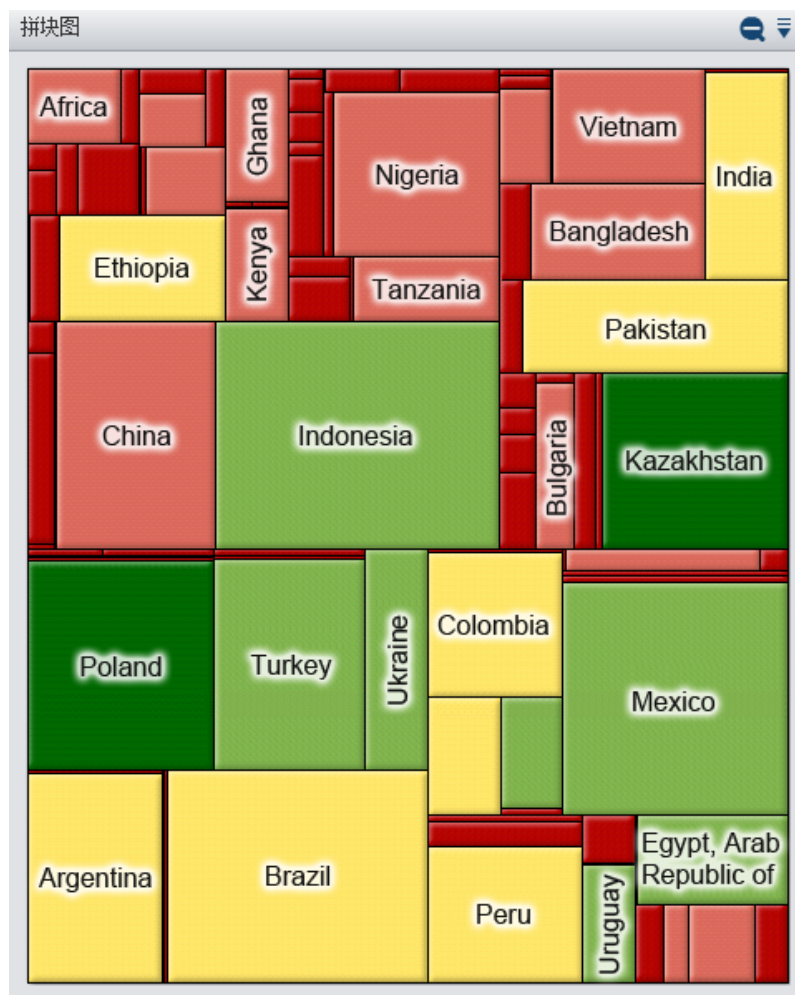 拼块图
Africa
Ghana
Nigeria
Vietnam
India
Ethiopia
Kenya
Tanzania
Bangladesh
Pakistan
China
Indonesia
Bulgaria
Kazakhstan
Poland
Turkey
Ukraine
Colombia
Mexico
Argentina
Brazil
Peru
Uruguay
Egypt, Arab
Republic of